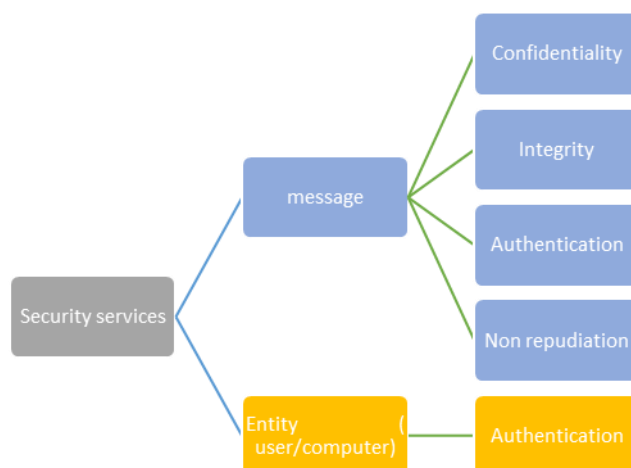 Confidentiality
Integrity
message
Authentication
Security services
Non repudiation
Entity (
user/computer)
Authentication